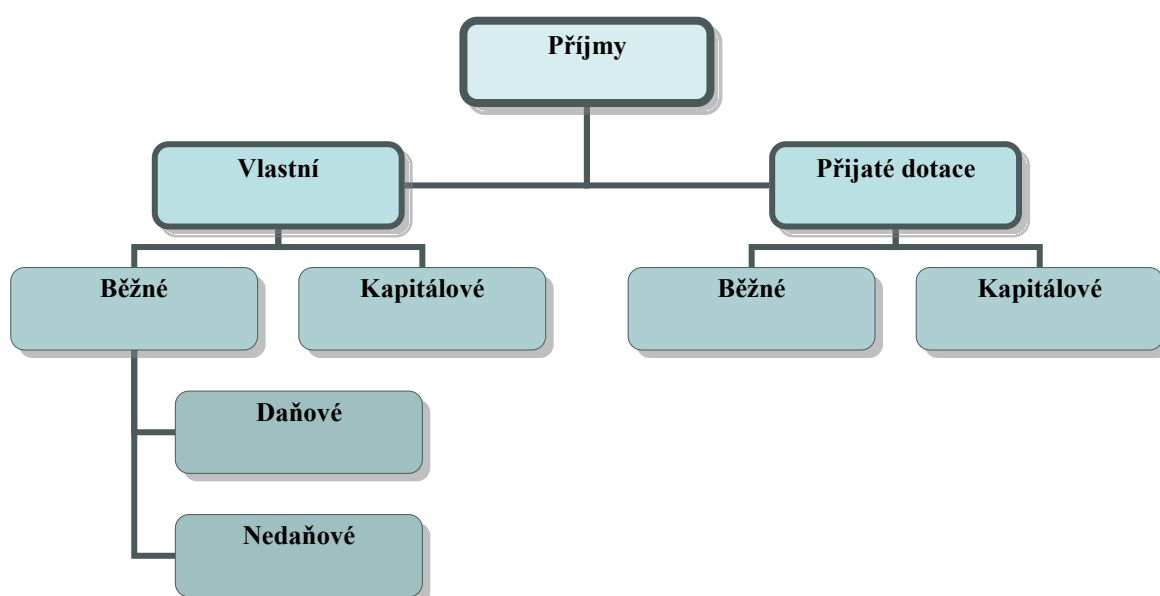 Příjmy
Vlastní
Přijaté dotace
Běžné
Kapitálové
Běžné
Kapitálové
Daňové
Nedaňové